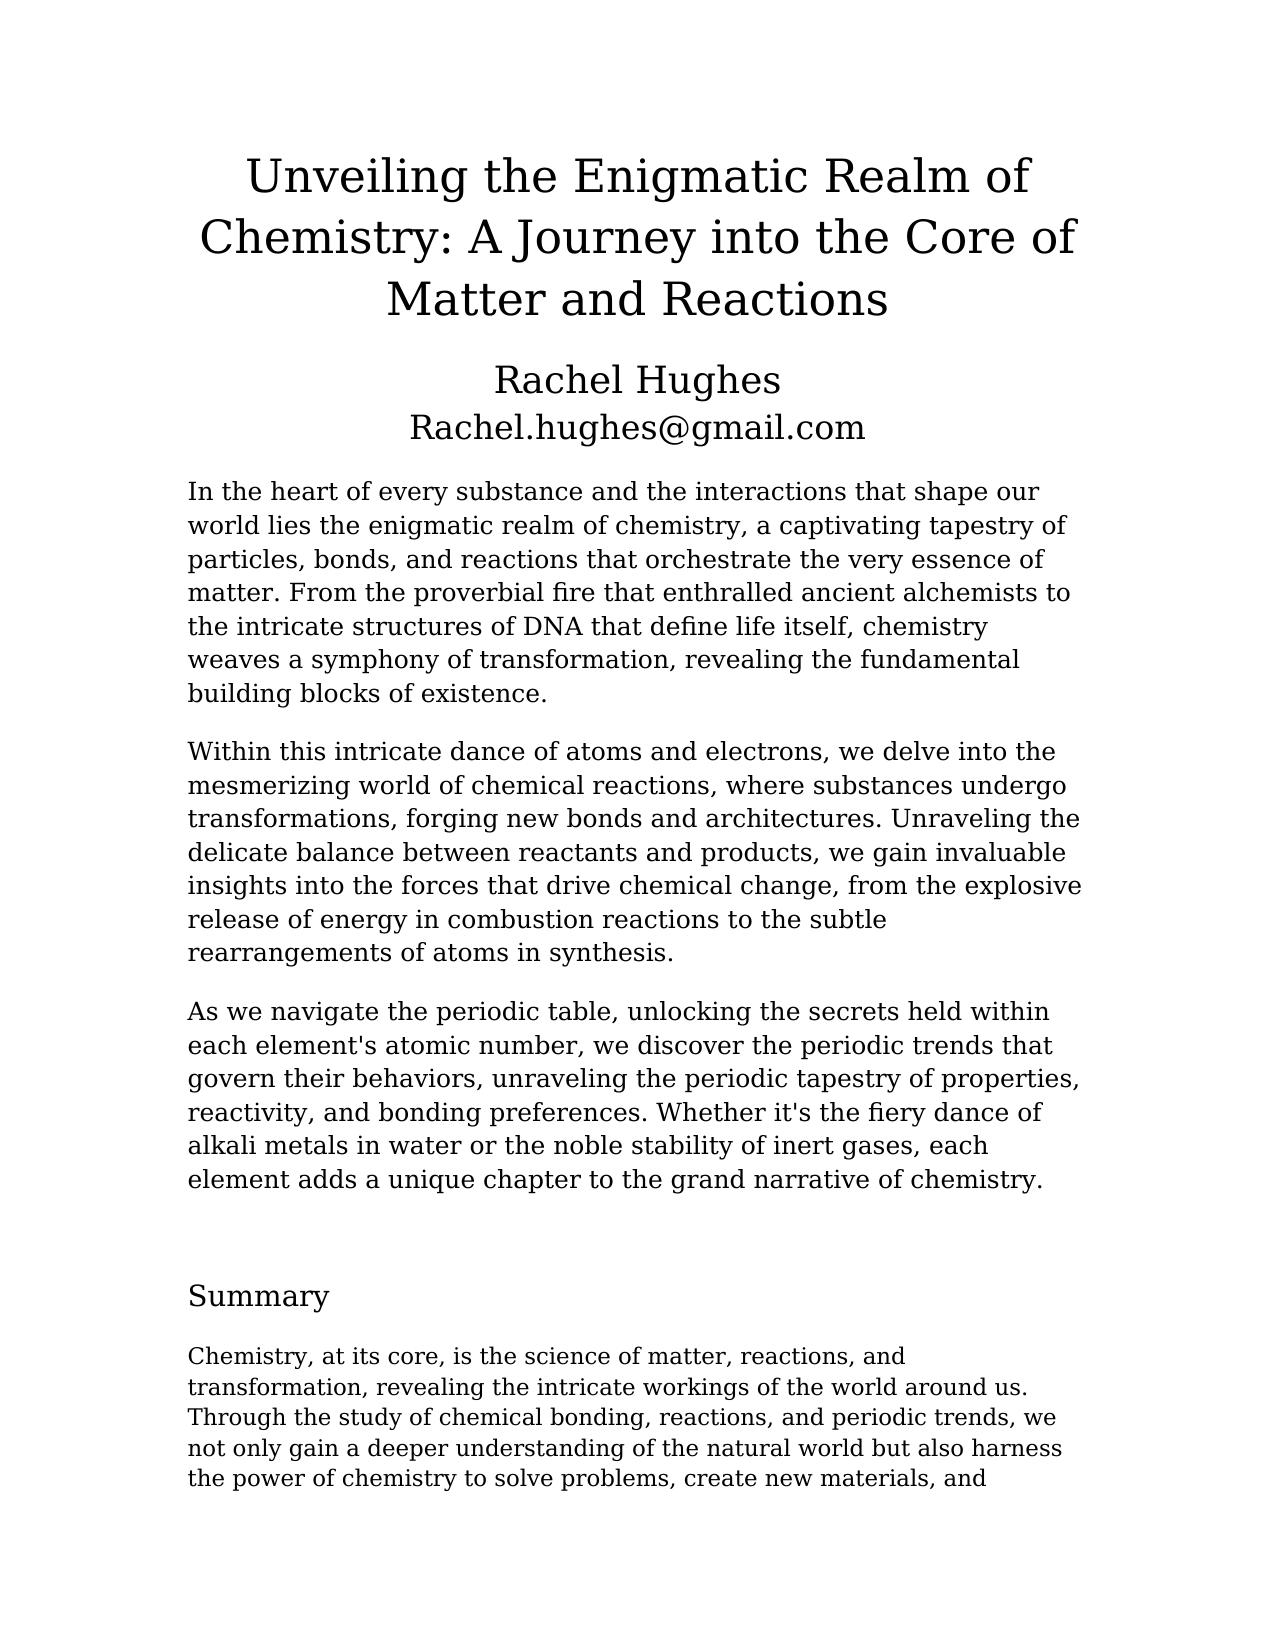 Unveiling the Enigmatic Realm of
Chemistry: A Journey into the Core of
Matter and Reactions
Rachel Hughes
Rachel.hughes@gmail.com
In the heart of every substance and the interactions that shape our
world lies the enigmatic realm of chemistry, a captivating tapestry of
particles, bonds, and reactions that orchestrate the very essence of
matter. From the proverbial fire that enthralled ancient alchemists to
the intricate structures of DNA that define life itself, chemistry
weaves a symphony of transformation, revealing the fundamental
building blocks of existence.
Within this intricate dance of atoms and electrons, we delve into the
mesmerizing world of chemical reactions, where substances undergo
transformations, forging new bonds and architectures. Unraveling the
delicate balance between reactants and products, we gain invaluable
insights into the forces that drive chemical change, from the explosive
release of energy in combustion reactions to the subtle
rearrangements of atoms in synthesis.
As we navigate the periodic table, unlocking the secrets held within
each element's atomic number, we discover the periodic trends that
govern their behaviors, unraveling the periodic tapestry of properties,
reactivity, and bonding preferences. Whether it's the fiery dance of
alkali metals in water or the noble stability of inert gases, each
element adds a unique chapter to the grand narrative of chemistry.
Summary
Chemistry, at its core, is the science of matter, reactions, and
transformation, revealing the intricate workings of the world around us.
Through the study of chemical bonding, reactions, and periodic trends, we
not only gain a deeper understanding of the natural world but also harness
the power of chemistry to solve problems, create new materials, and